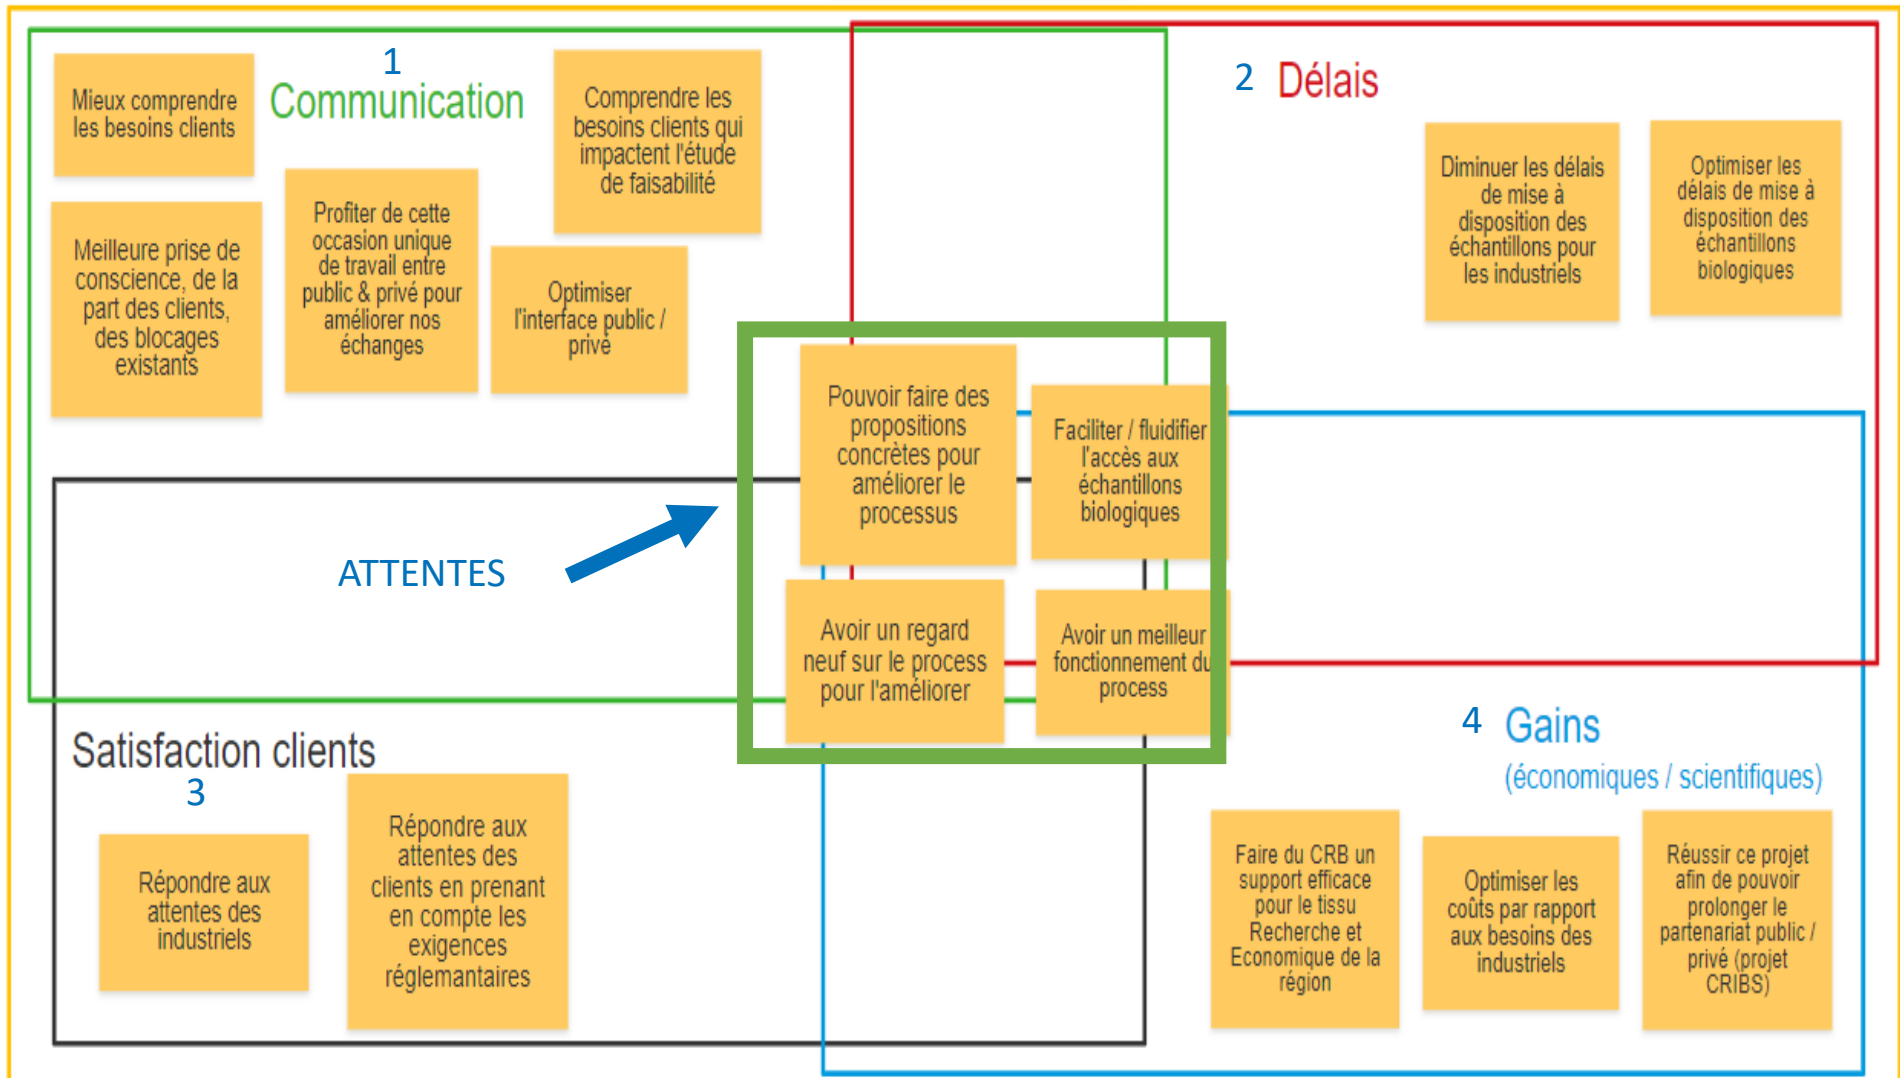 1
Communication
Mieux comprendre
les besoins clients
Comprendre les
besoins clients qui
impactent l'étude
de faisabilité
Meilleure prise de
conscience, de la
part des clients,
des blocages
existants
Profiter de cette
occasion unique
de travail entre
public & privé pour
améliorer nos
échanges
Optimiser
l'interface public /
privé
2 Délais
Diminuer les délais
de mise à
disposition des
échantillons pour
les industriels
Optimiser les
délais de mise à
disposition des
échantillons
biologiques
ATTENTES
Pouvoir faire des
propositions
concrètes pour
améliorer le
processus
Faciliter / fluidifier
l'accès aux
échantillons
biologiques
Avoir un regard
neuf sur le process
pour l'améliorer
Avoir un meilleur
fonctionnement du
process
Satisfaction clients
3
Répondre aux
attentes des
industriels
Répondre aux
attentes des
clients en prenant
en compte les
exigences
réglemantaires
4 Gains
(économiques / scientifiques)
Faire du CRB un
support efficace
pour le tissu
Recherche et
Economique de la
région
Optimiser les
coûts par rapport
aux besoins des
industriels
Réussir ce projet
afin de pouvoir
prolonger le
partenariat public /
privé (projet
CRIBS)